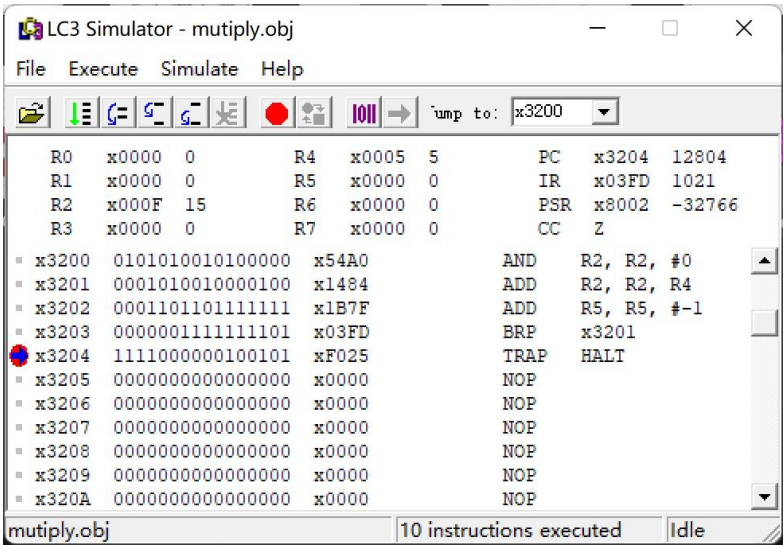 LC3 Simulator - mutiply.obj
File Execute Simulate Help
Jump to: x3200
R0 x0000 0 R4 x0005 5 PC x3204 12804
R1 x0000 0 R5 x0000 0 IR x03FD 1021
R2 x000F 15 R6 x0000 0 PSR x8002 -32766
R3 x0000 0 R7 x0000 0 CC Z
x3200 0101010010100000 x54A0 AND R2, R2, #0
x3201 0001010010000100 x1484 ADD R2, R2, R4
x3202 0001101101111111 x1B7F ADD R5, R5, #-1
x3203 0000001111111101 x03FD BRP x3201
x3204 1111000000100101 xF025 TRAP HALT
x3205 0000000000000000 x0000 NOP
x3206 0000000000000000 x0000 NOP
x3207 0000000000000000 x0000 NOP
x3208 0000000000000000 x0000 NOP
x3209 0000000000000000 x0000 NOP
x320A 0000000000000000 x0000 NOP
mutiply.obj 10 instructions executed Idle